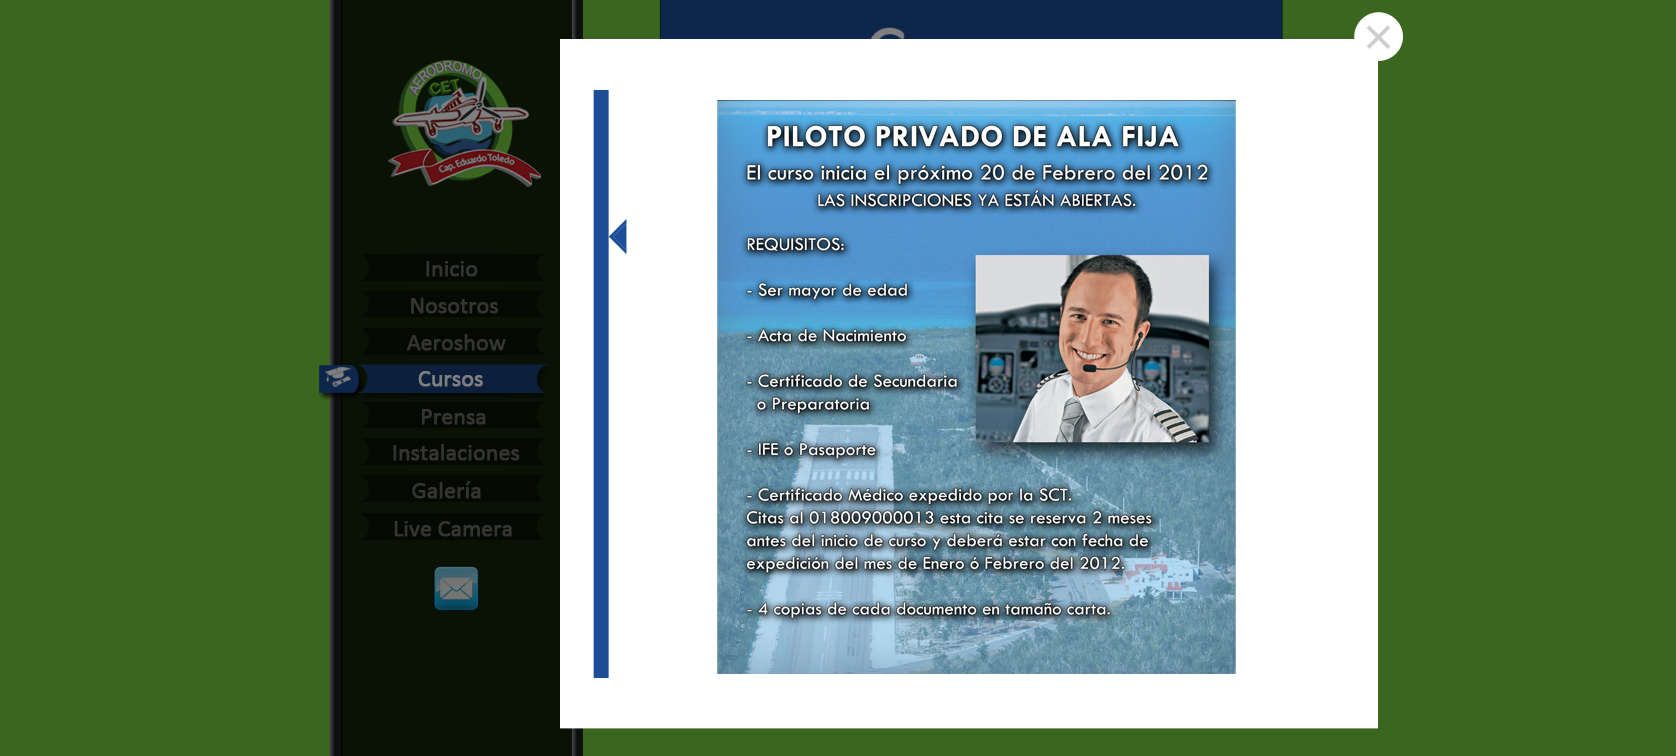 AERODROMO
CET
Cap. Eduardo Toledo
Inicio
Nosotros
Aeroshow
Cursos
Prensa
Instalaciones
Galería
Live Camera
PILOTO PRIVADO DE ALA FIJA
El curso inicia el próximo 20 de Febrero del 2012
LAS INSCRIPCIONES YA ESTÁN ABIERTAS.
REQUISITOS:
- Ser mayor de edad
- Acta de Nacimiento
- Certificado de Secundaria
o Preparatoria
- IFE o Pasaporte
- Certificado Médico expedido por la SCT.
Citas al 018009000013 esta cita se reserva 2 meses
antes del inicio de curso y deberá estar con fecha de
expedición del mes de Enero ó Febrero del 2012.
- 4 copias de cada documento en tamaño carta.